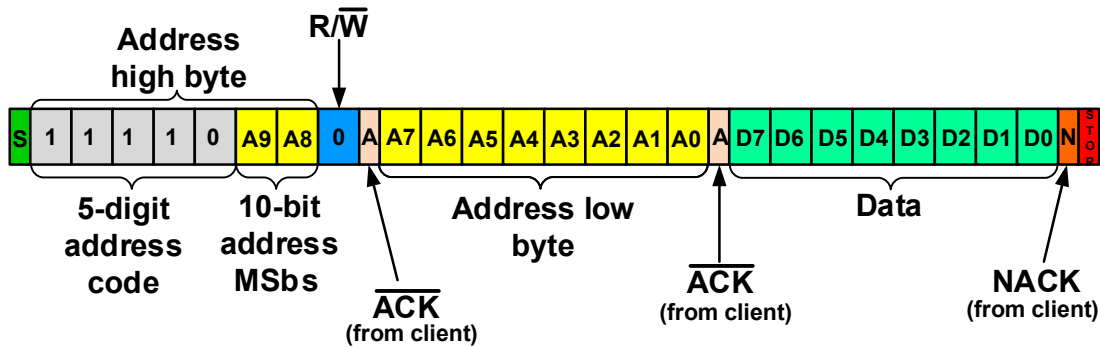 R/W̅
Address
high byte
S 1 1 1 1 0 A9 A8 0 A A7 A6 A5 A4 A3 A2 A1 A0 A D7 D6 D5 D4 D3 D2 D1 D0 N STOP
5-digit
address
code
10-bit
address
MSbs
Address low
byte
Data
A̅C̅K̅
(from client)
A̅C̅K̅
(from client)
NACK
(from client)